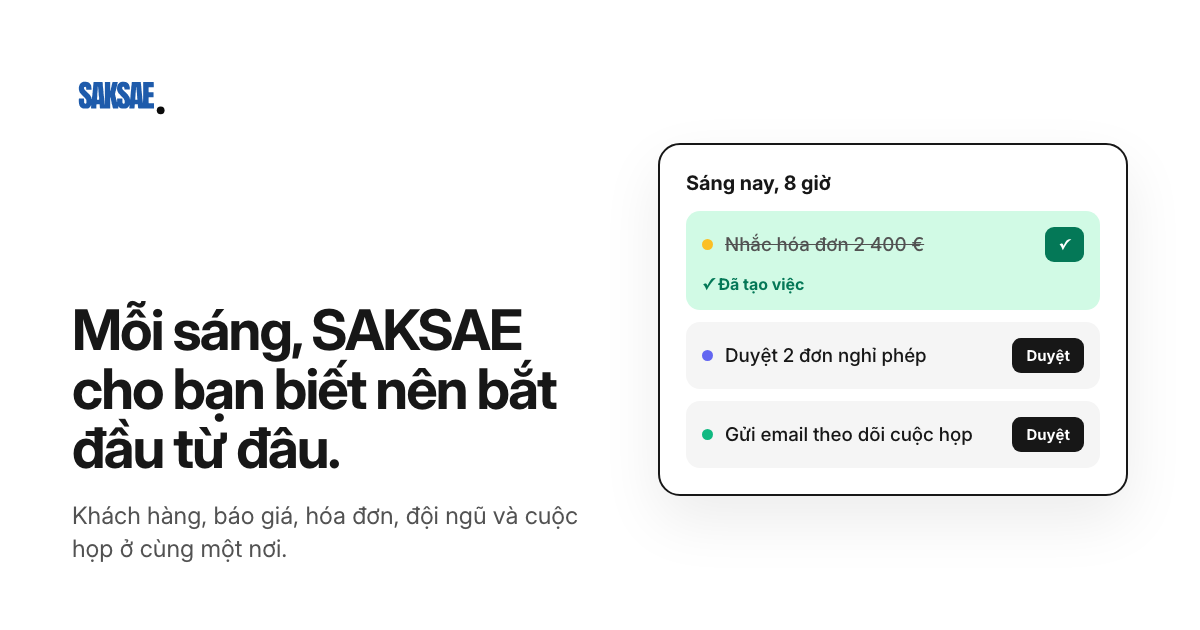 SAKSAE.
Mỗi sáng, SAKSAE
cho bạn biết nên bắt
đầu từ đâu.
Khách hàng, báo giá, hóa đơn, đội ngũ và cuộc
họp ở cùng một nơi.
Sáng nay, 8 giờ
Nhắc hóa đơn 2 400 €
✓
✓ Đã tạo việc
Duyệt 2 đơn nghỉ phép
Duyệt
Gửi email theo dõi cuộc họp
Duyệt